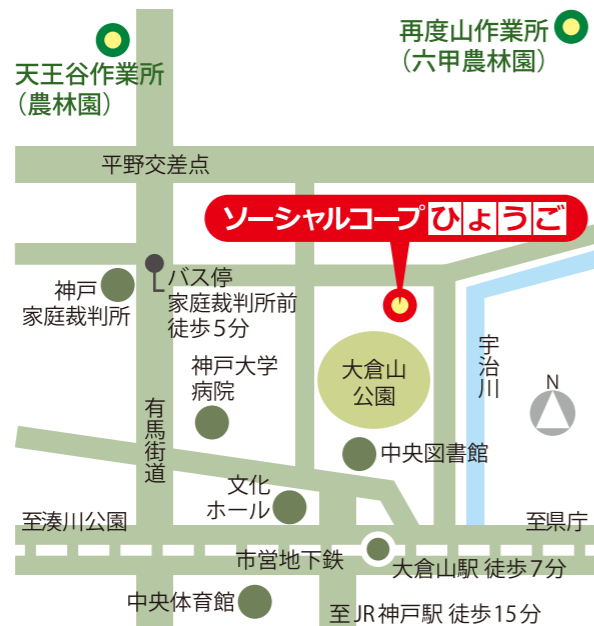 再度山作業所
（六甲農林園）
天王谷作業所
（農林園）
平野交差点
ソーシャルコープひょうご
バス停
家庭裁判所前
徒歩5分
神戸
家庭裁判所
神戸大学
病院
大倉山
公園
宇治川
N
有馬街道
中央図書館
文化
ホール
至湊川公園
至県庁
市営地下鉄
大倉山駅 徒歩7分
中央体育館
至JR神戸駅 徒歩15分